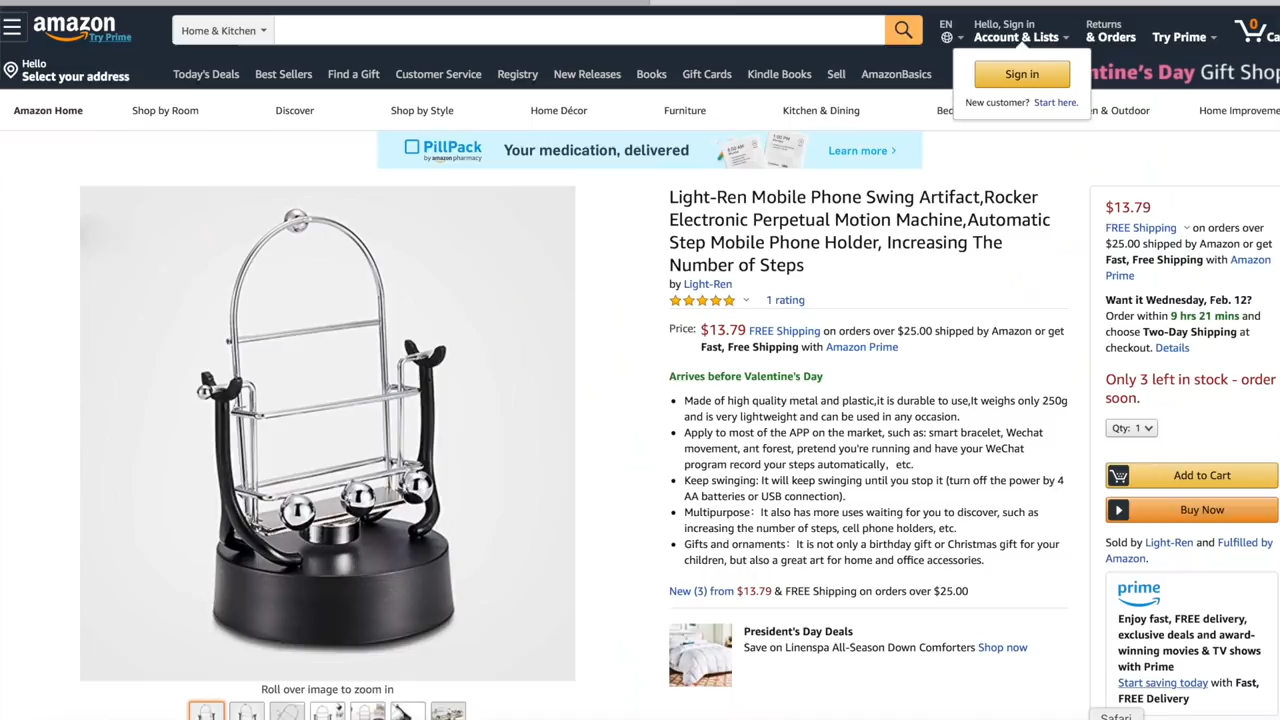 amazon
Try Prime
Home & Kitchen
EN
Hello, Sign in
Account & Lists
Returns
& Orders
Try Prime
0
Hello
Select your address
Today's Deals
Best Sellers
Find a Gift
Customer Service
Registry
New Releases
Books
Gift Cards
Kindle Books
Sell
AmazonBasics
Sign in
New customer? Start here.
Gift
Amazon Home
Shop by Room
Discover
Shop by Style
Home Décor
Furniture
Kitchen & Dining
& Outdoor
Home
PillPack
by amazon pharmacy
Your medication, delivered
Learn more >
Light-Ren Mobile Phone Swing Artifact,Rocker
Electronic Perpetual Motion Machine,Automatic
Step Mobile Phone Holder, Increasing The
Number of Steps
by Light-Ren
1 rating
Price: $13.79 FREE Shipping on orders over $25.00 shipped by Amazon or get
Fast, Free Shipping with Amazon Prime
Arrives before Valentine's Day
• Made of high quality metal and plastic,it is durable to use,It weighs only 250g
and is very lightweight and can be used in any occasion.
• Apply to most of the APP on the market, such as: smart bracelet, Wechat
movement, ant forest, pretend you're running and have your WeChat
program record your steps automatically，etc.
• Keep swinging: It will keep swinging until you stop it (turn off the power by 4
AA batteries or USB connection).
• Multipurpose：It also has more uses waiting for you to discover, such as
increasing the number of steps, cell phone holders, etc.
• Gifts and ornaments：It is not only a birthday gift or Christmas gift for your
children, but also a great art for home and office accessories.
New (3) from $13.79 & FREE Shipping on orders over $25.00
President's Day Deals
Save on Linenspa All-Season Down Comforters Shop now
Roll over image to zoom in
$13.79
FREE Shipping on orders over
$25.00 shipped by Amazon or get
Fast, Free Shipping with Amazon
Prime
Want it Wednesday, Feb. 12?
Order within 9 hrs 21 mins and
choose Two-Day Shipping at
checkout. Details
Only 3 left in stock - order
soon.
Qty: 1
Add to Cart
Buy Now
Sold by Light-Ren and Fulfilled by
Amazon.
prime
Enjoy fast, FREE delivery,
exclusive deals and award-
winning movies & TV shows
with Prime
Start saving today with Fast,
FREE Delivery
Safari